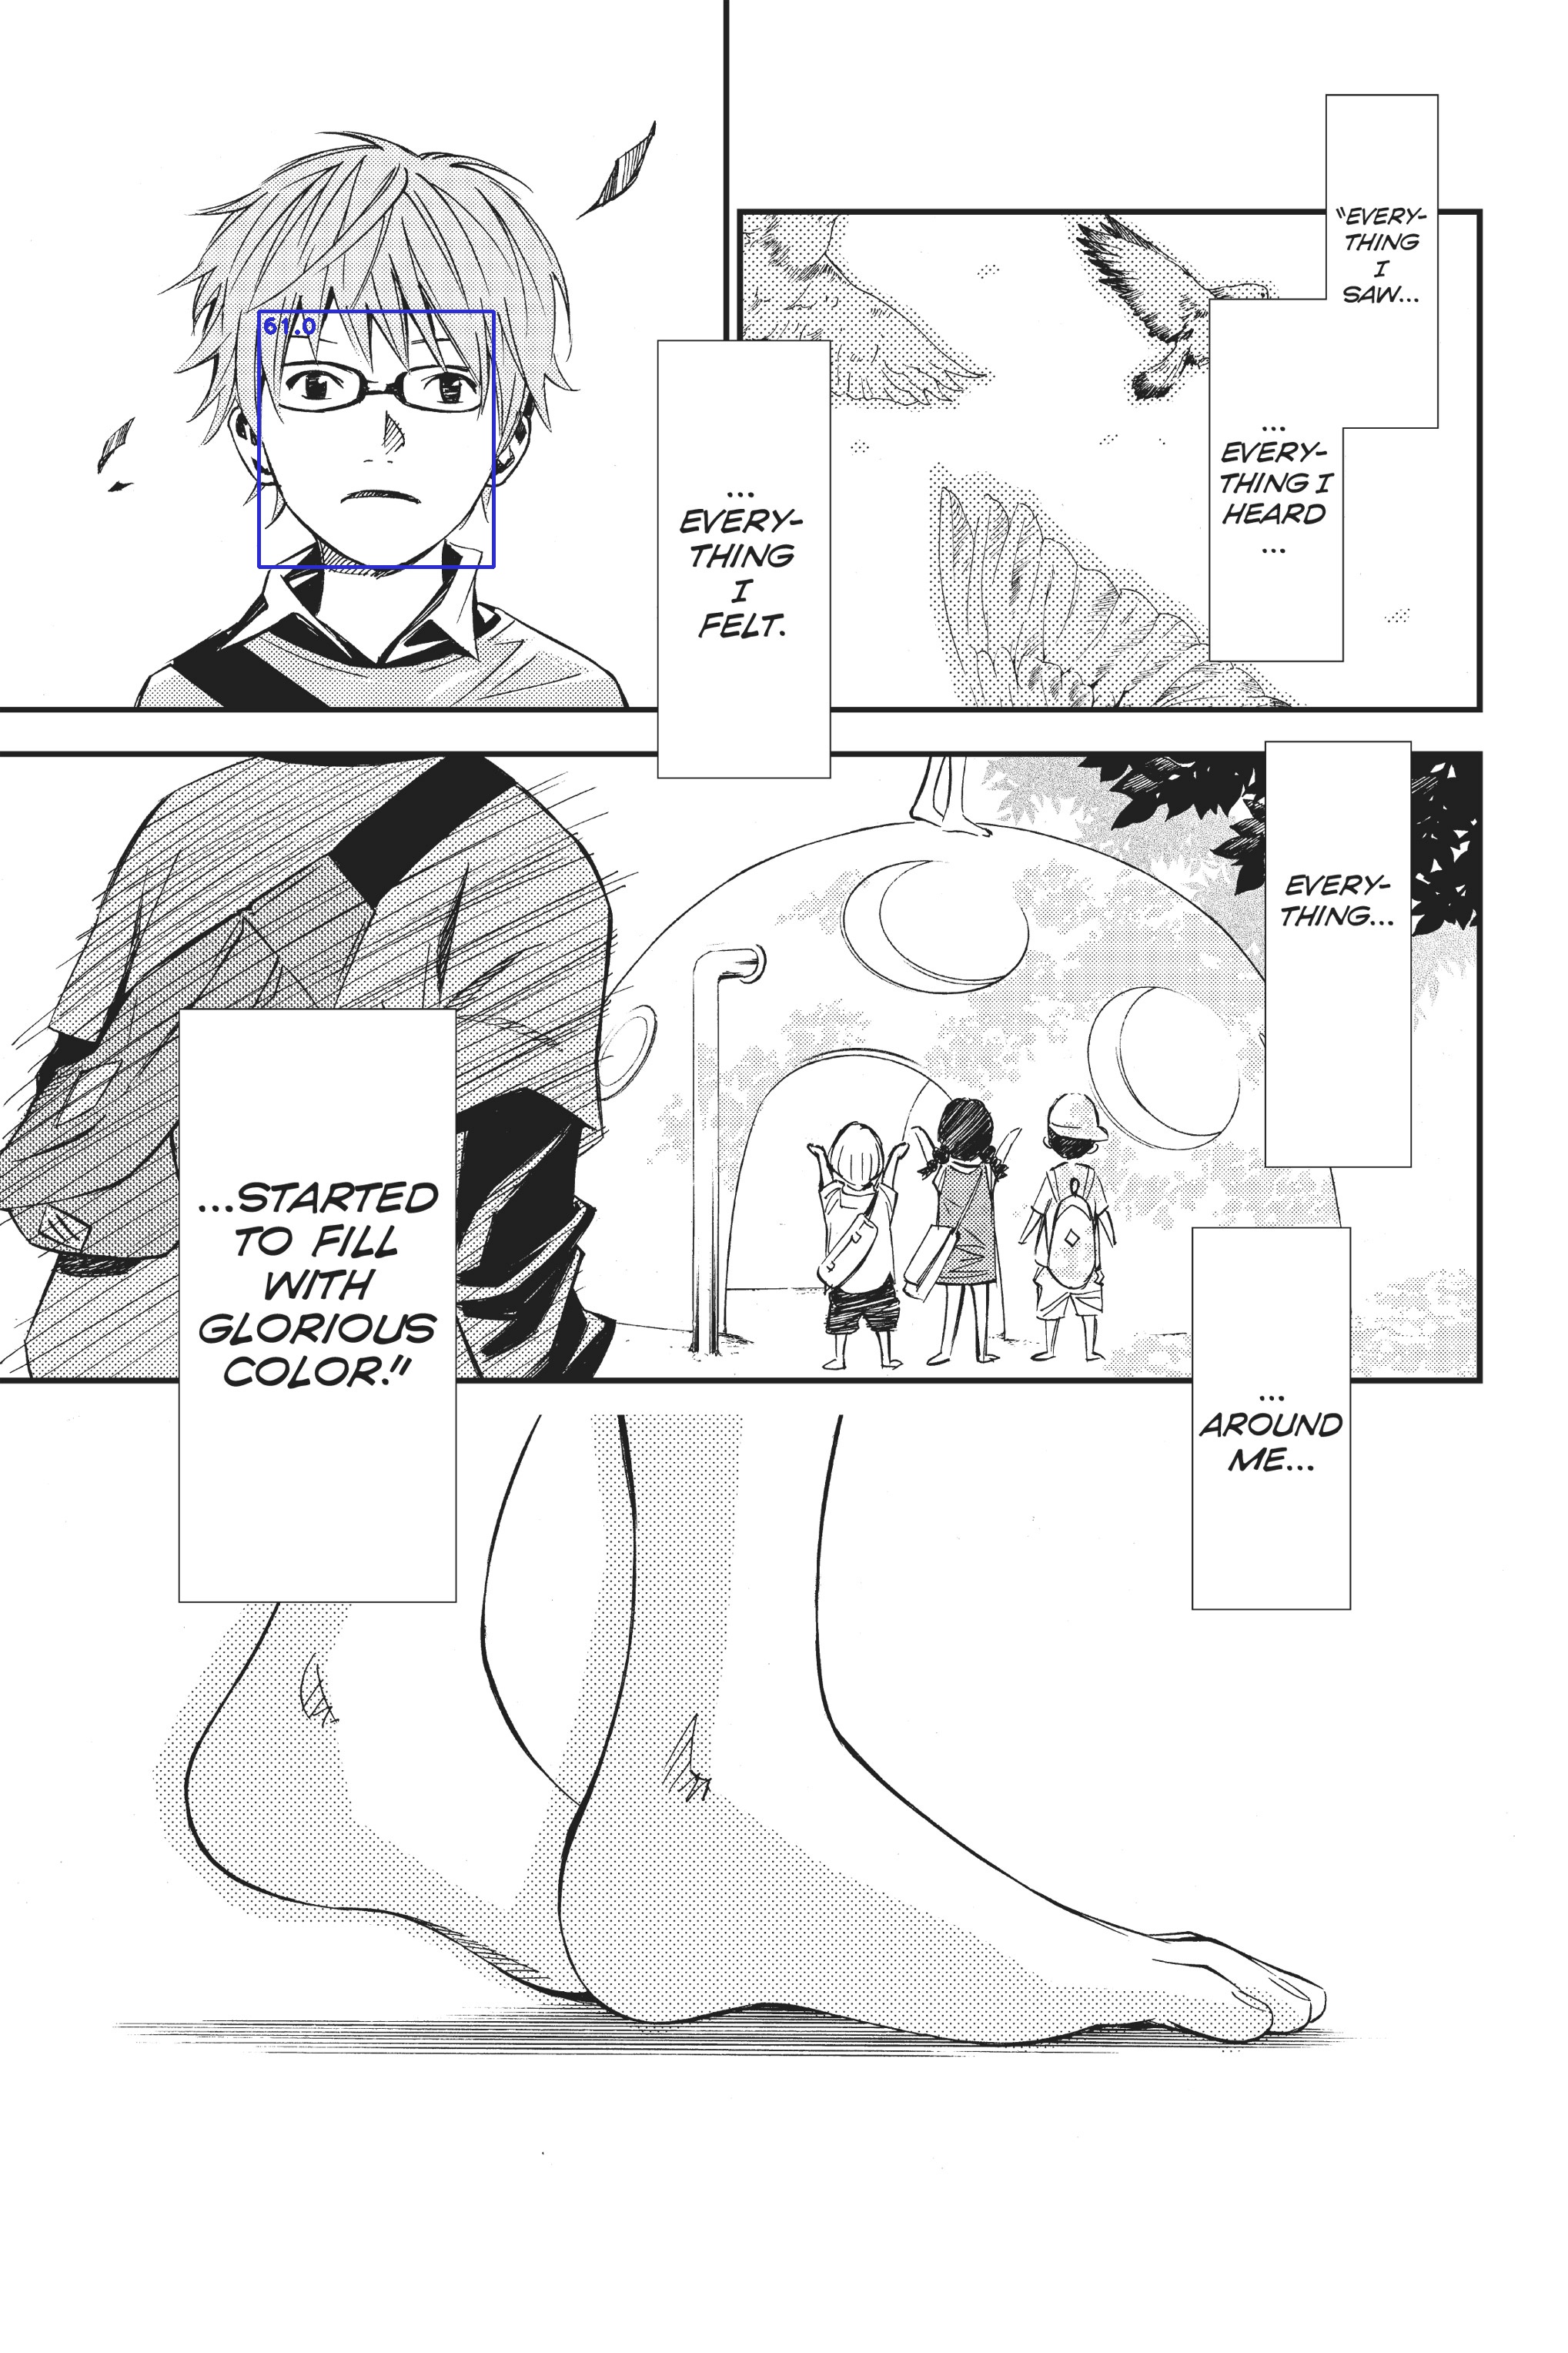 “EVERY-
THING
I
SAW...
...
EVERY-
THING I
HEARD
...
...
EVERY-
THING
I
FELT.
61.0
EVERY-
THING...
...
AROUND
ME...
...STARTED
TO FILL
WITH
GLORIOUS
COLOR.”